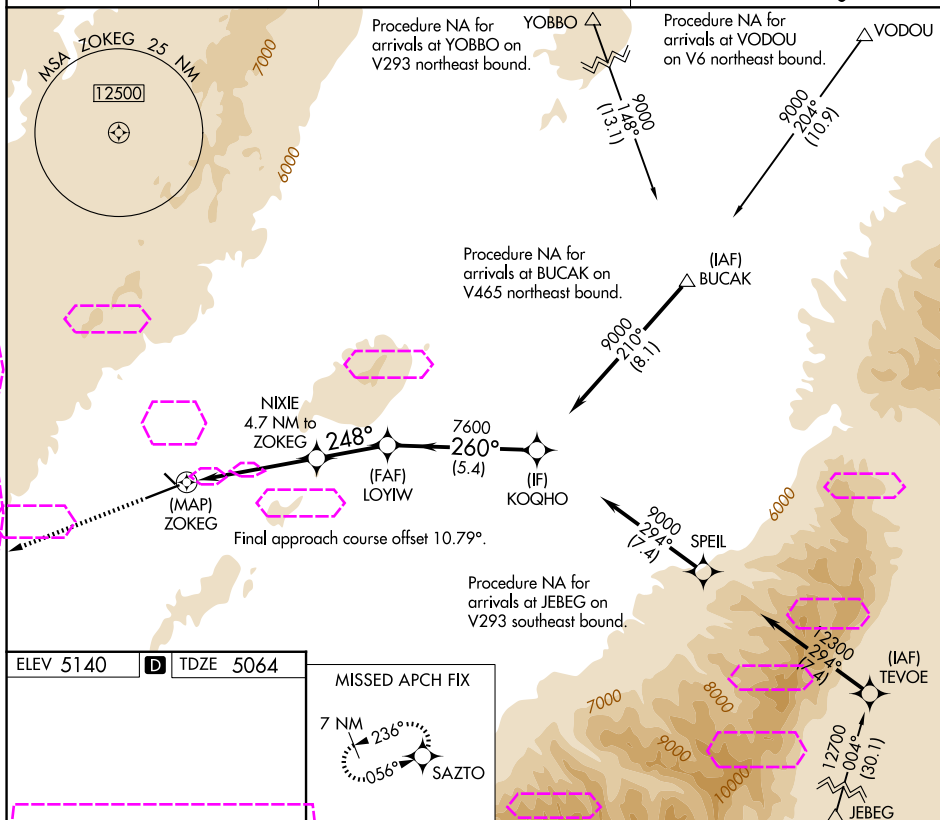 MSA ZOKEG 25 NM
12500
7000
6000
Procedure NA for
arrivals at YOBBO on
V293 northeast bound.
YOBBO
9000
148°
(13.1)
Procedure NA for
arrivals at VODOU
on V6 northeast bound.
VODOU
9000
204°
(10.9)
Procedure NA for
arrivals at BUCAK on
V465 northeast bound.
(IAF)
BUCAK
9000
210°
(8.1)
NIXIE
4.7 NM to
ZOKEG
248°
(FAF)
LOYIW
7600
260°
(5.4)
(IF)
KOQHO
(MAP)
ZOKEG
Final approach course offset 10.79°.
9000
294°
(7.4)
SPEIL
6000
Procedure NA for
arrivals at JEBEG on
V293 southeast bound.
12300
294°
(7.4)
(IAF)
TEVOE
7000
8000
9000
10000
12700
004°
(30.1)
JEBEG
ELEV 5140
D
TDZE 5064
MISSED APCH FIX
7 NM
236°
056°
SAZTO